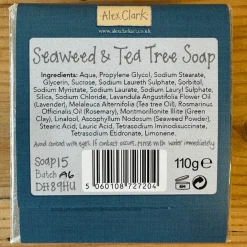 Alex Clark
www.alexclarkart.co.uk
Seaweed & Tea Tree Soap
Ingredients: Aqua, Propylene Glycol, Sodium Stearate,
Glycerin, Sucrose, Sodium Laureth Sulphate, Sorbitol,
Sodium Myristate, Sodium Laurate, Sodium Lauryl Sulphate,
Silica, Sodium Chloride, Lavandula Angustifolia Flower Oil
(Lavender), Melaleuca Alternifolia (Tea tree Oil), Rosmarinus
Officinalis Oil (Rosemary), Montmorillonite Illite (Green
Clay), Linalool, Ascophyllum Nodosum (Seaweed Powder),
Stearic Acid, Lauric Acid, Tetrasodium Iminodisuccinate,
Tetrasodium Etidronate, Limonene.
Avoid contact with eyes. If contact occurs, rinse with water immediately
Soap15
Batch A6
DH89HU
110g e
5 060108 727204